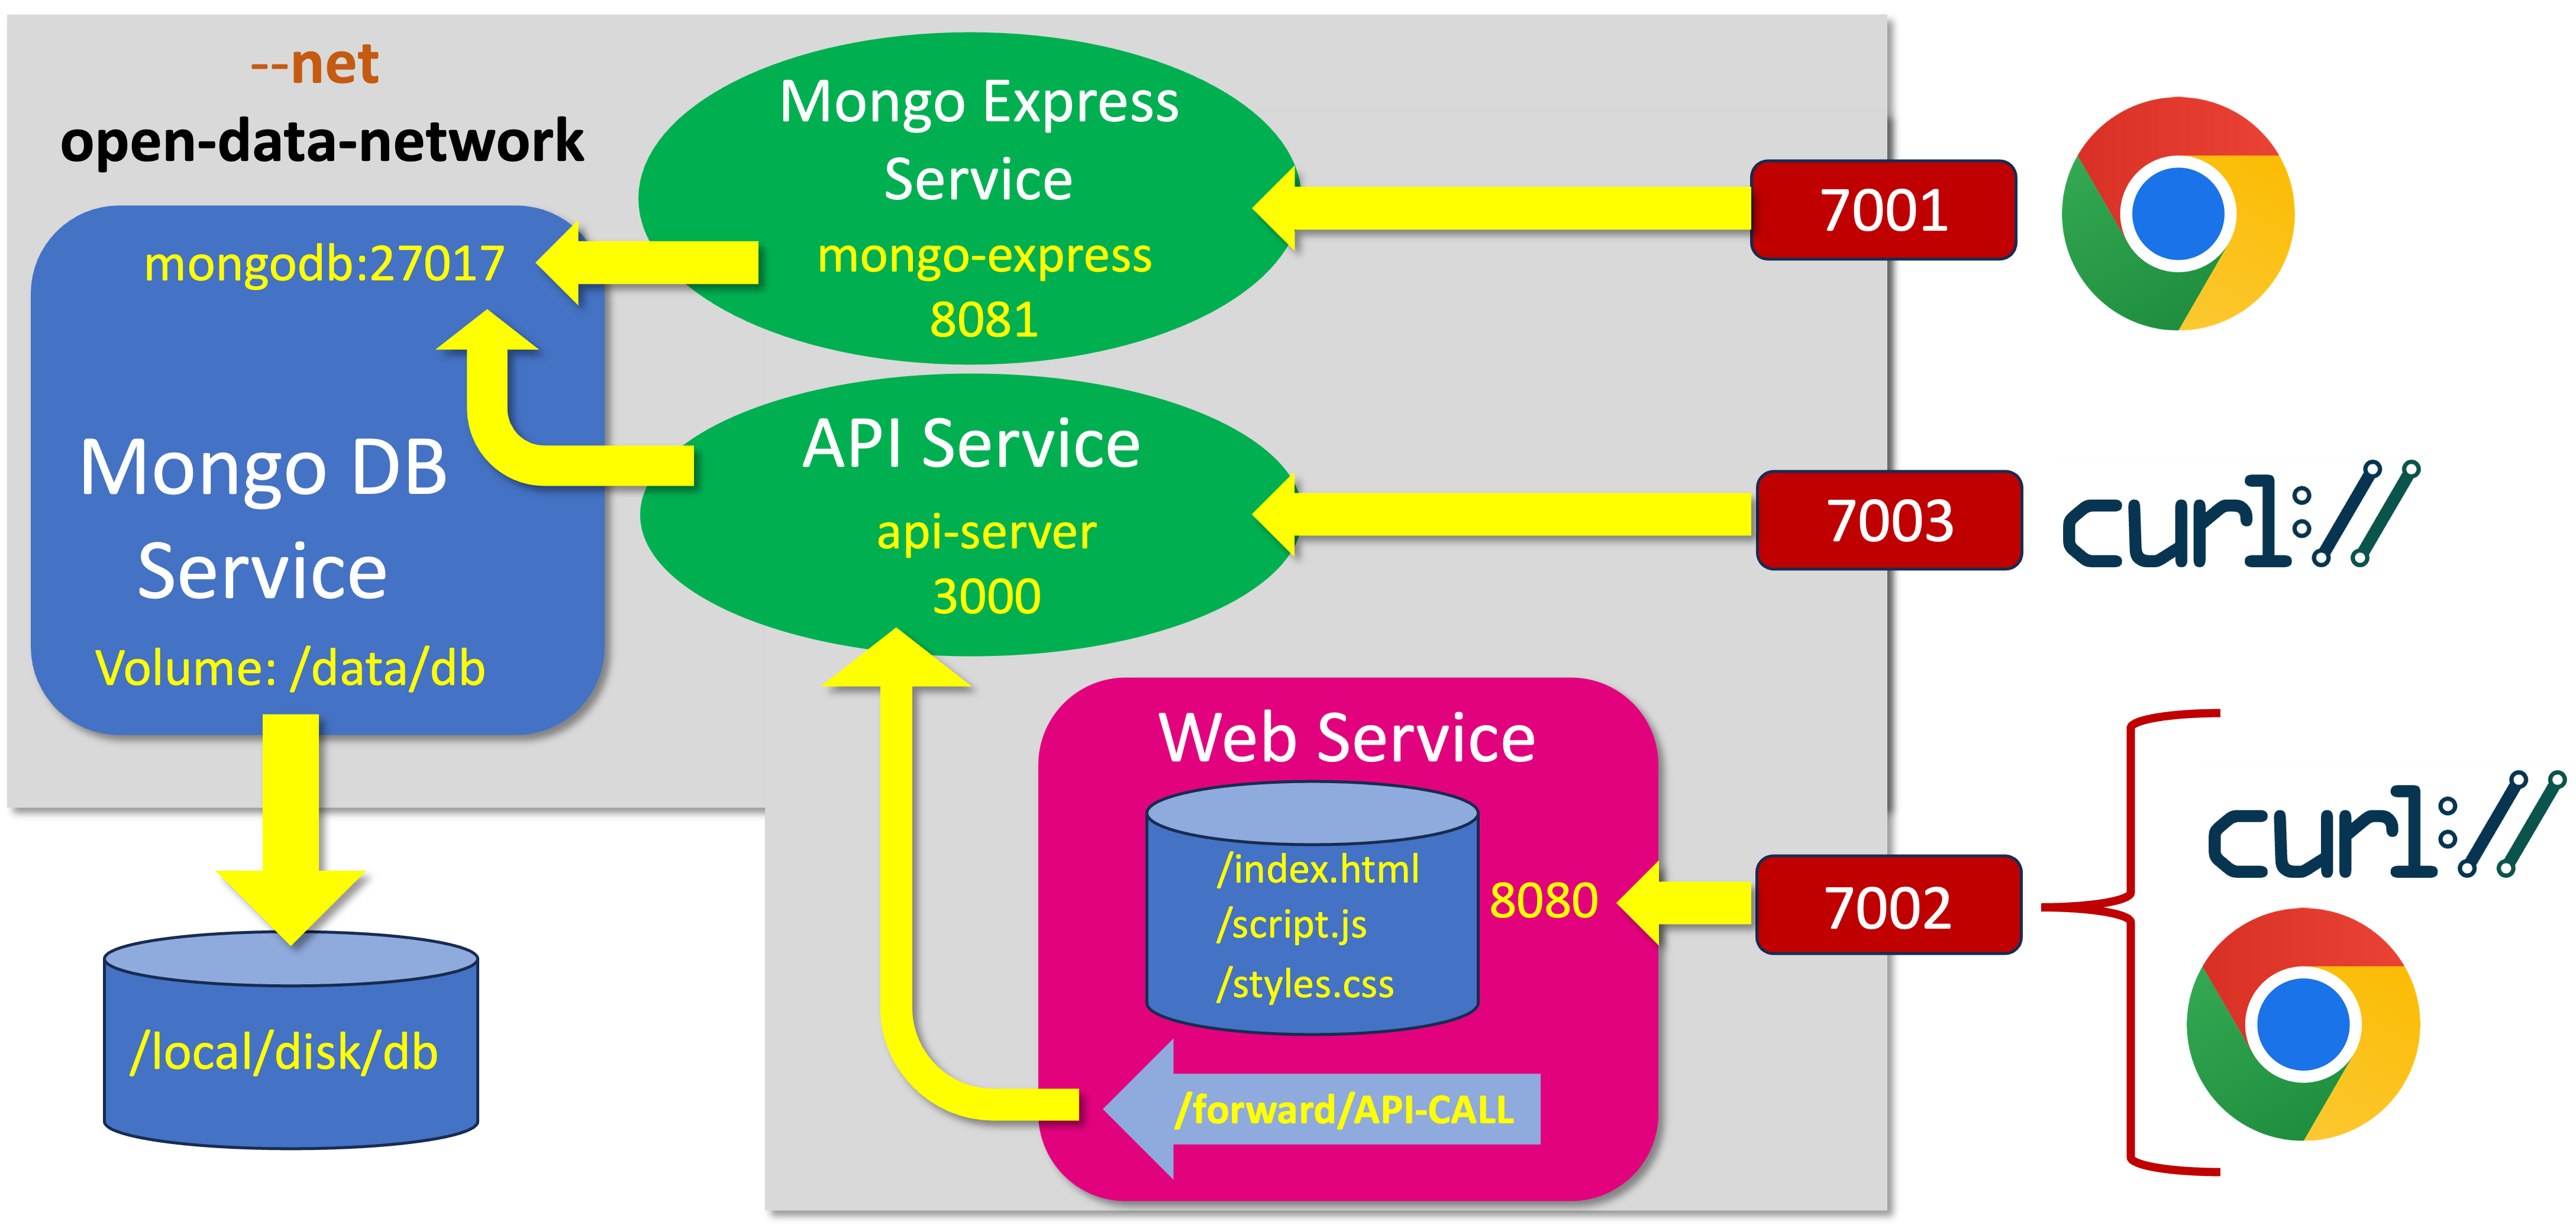 --net
open-data-network
mongodb:27017
Mongo DB
Service
Volume: /data/db
/local/disk/db
Mongo Express
Service
mongo-express
8081
API Service
api-server
3000
Web Service
/index.html
/script.js
/styles.css
8080
/forward/API-CALL
7001
7003
curl://
7002
curl://